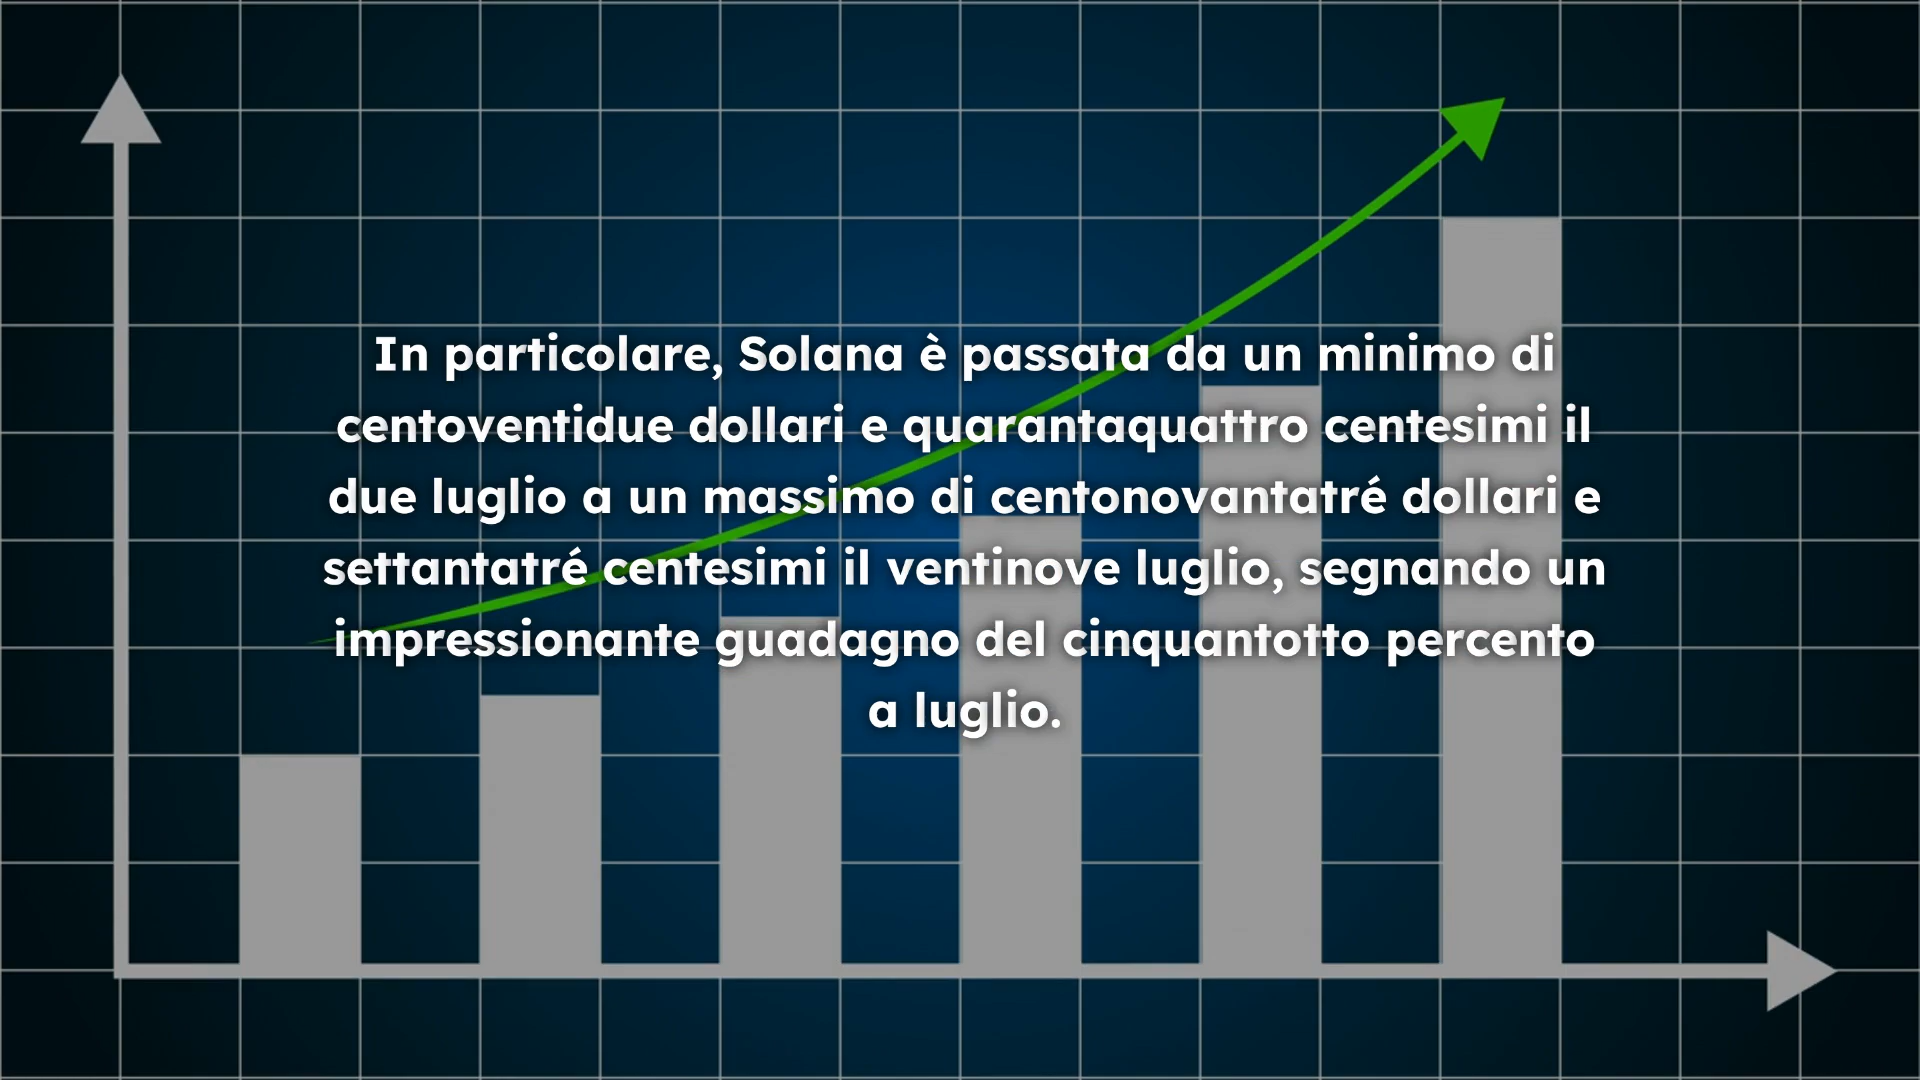 In particolare, Solana è passata da un minimo di
centoventidue dollari e quarantaquattro centesimi il
due luglio a un massimo di centonovantatré dollari e
settantatré centesimi il ventinove luglio, segnando un
impressionante guadagno del cinquantotto percento
a luglio.